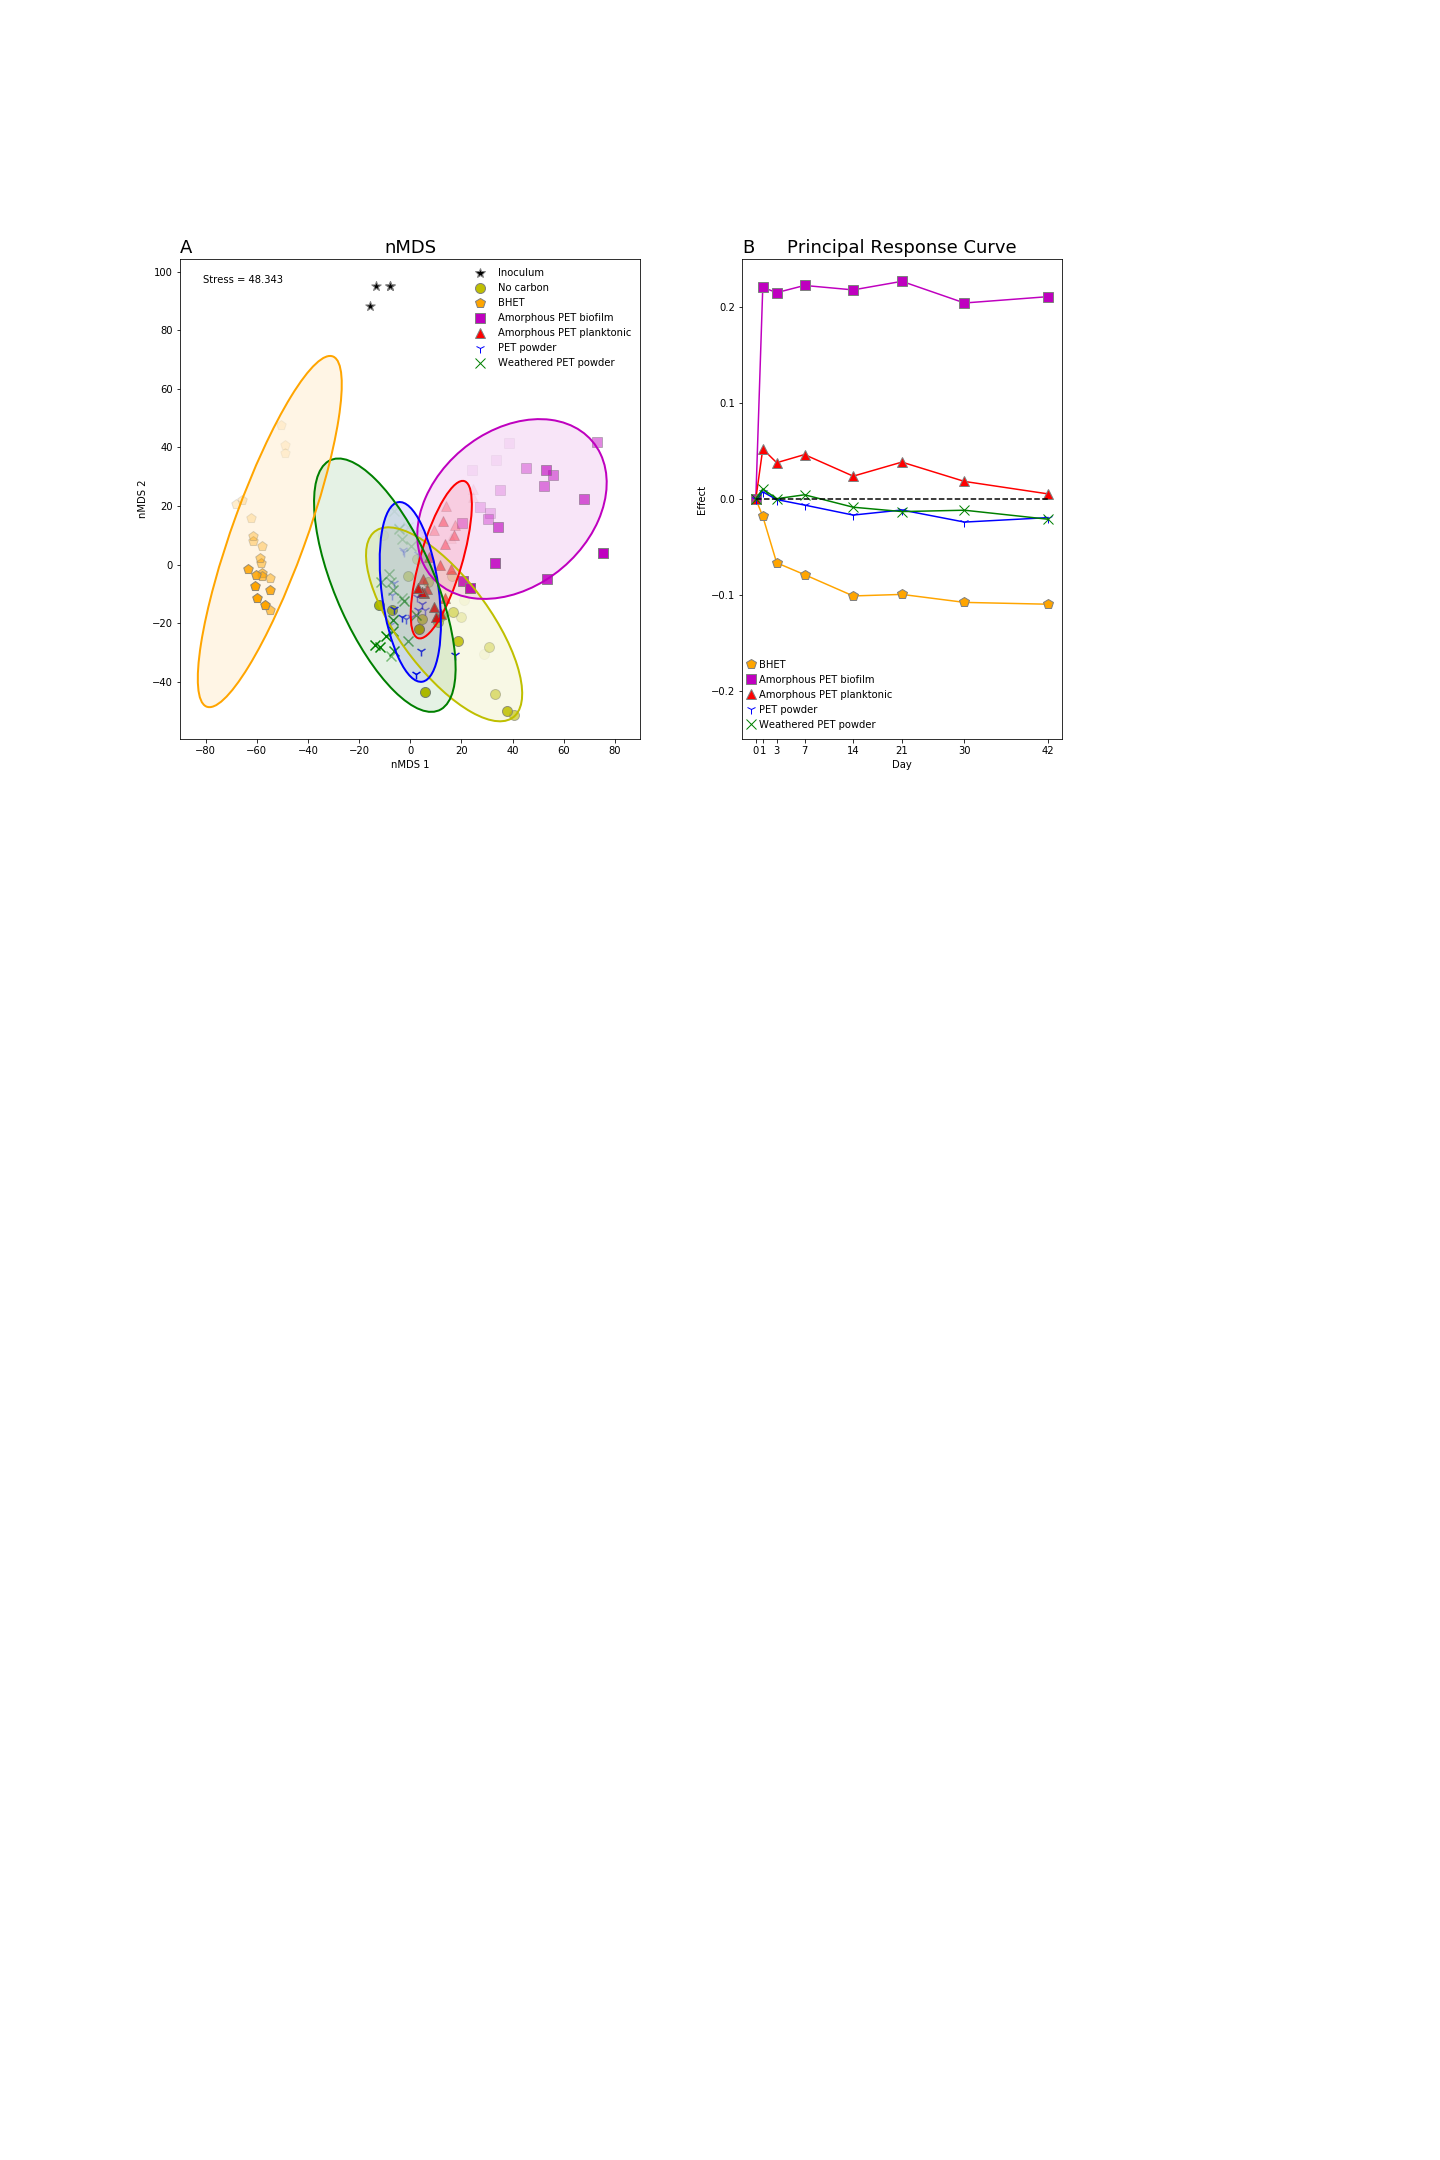 A nMDS
Stress = 48.343
Inoculum
No carbon
BHET
Amorphous PET biofilm
Amorphous PET planktonic
PET powder
Weathered PET powder
100
80
60
40
20
0
−20
−40
nMDS 2
−80 −60 −40 −20 0 20 40 60 80
nMDS 1
B Principal Response Curve
0.2
0.1
0.0
−0.1
−0.2
Effect
BHET
Amorphous PET biofilm
Amorphous PET planktonic
PET powder
Weathered PET powder
0 1 3 7 14 21 30 42
Day